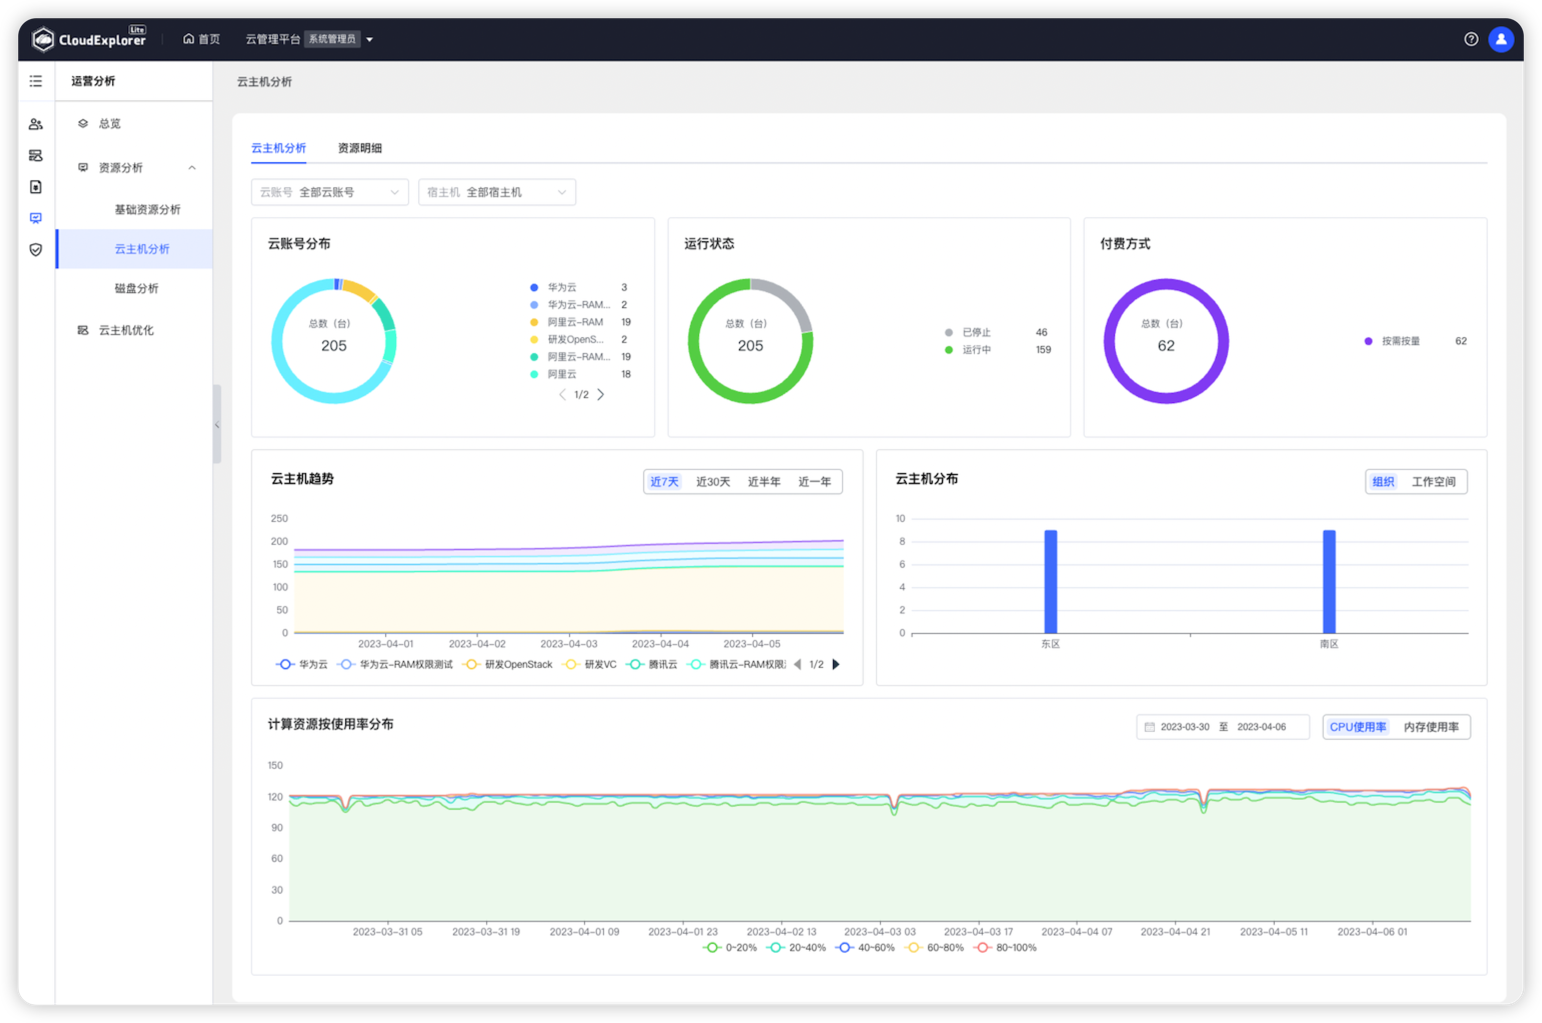 CloudExplorer Lite 首页 云管理平台 系统管理员
运营分析
总览
资源分析
基础资源分析
云主机分析
磁盘分析
云主机优化
云主机分析
云主机分析 资源明细
云账号 全部云账号 宿主机 全部宿主机
云账号分布
总数（台）
205
华为云 3
华为云-RAM... 2
阿里云-RAM 19
研发OpenS... 2
阿里云-RAM... 19
阿里云 18
1/2
运行状态
总数（台）
205
已停止 46
运行中 159
付费方式
总数（台）
62
按需按量 62
云主机趋势 近7天 近30天 近半年 近一年
250
200
150
100
50
0
2023-04-01 2023-04-02 2023-04-03 2023-04-04 2023-04-05
华为云 华为云-RAM权限测试 研发OpenStack 研发VC 腾讯云 腾讯云-RAM权限 1/2
云主机分布 组织 工作空间
10
8
6
4
2
0
东区 南区
计算资源按使用率分布 2023-03-30 至 2023-04-06 CPU使用率 内存使用率
150
120
90
60
30
0
2023-03-31 05 2023-03-31 19 2023-04-01 09 2023-04-01 23 2023-04-02 13 2023-04-03 03 2023-04-03 17 2023-04-04 07 2023-04-04 21 2023-04-05 11 2023-04-06 01
0-20% 20-40% 40-60% 60-80% 80-100%